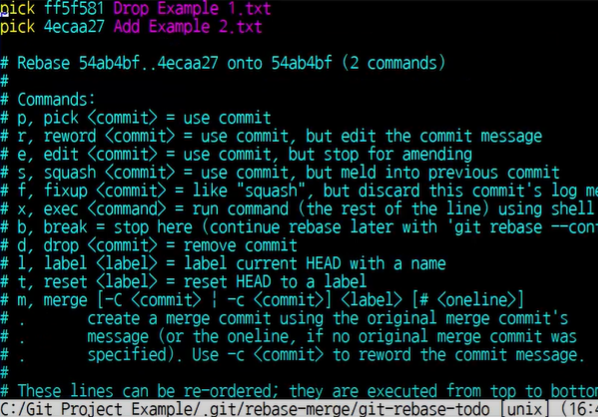 pick ff5f581 Drop Example 1.txt
pick 4ecaa27 Add Example 2.txt
# Rebase 54ab4bf..4ecaa27 onto 54ab4bf (2 commands)
#
# Commands:
# p, pick <commit> = use commit
# r, reword <commit> = use commit, but edit the commit message
# e, edit <commit> = use commit, but stop for amending
# s, squash <commit> = use commit, but meld into previous commit
# f, fixup <commit> = like "squash", but discard this commit's log me
# x, exec <command> = run command (the rest of the line) using shell
# b, break = stop here (continue rebase later with 'git rebase --cont
# d, drop <commit> = remove commit
# l, label <label> = label current HEAD with a name
# t, reset <label> = reset HEAD to a label
# m, merge [-C <commit> | -c <commit>] <label> [# <oneline>]
# .       create a merge commit using the original merge commit's
# .       message (or the oneline, if no original merge commit was
# .       specified). Use -c <commit> to reword the commit message.
#
# These lines can be re-ordered; they are executed from top to bottom
C:/Git Project Example/.git/rebase-merge/git-rebase-todo [unix] (16:4